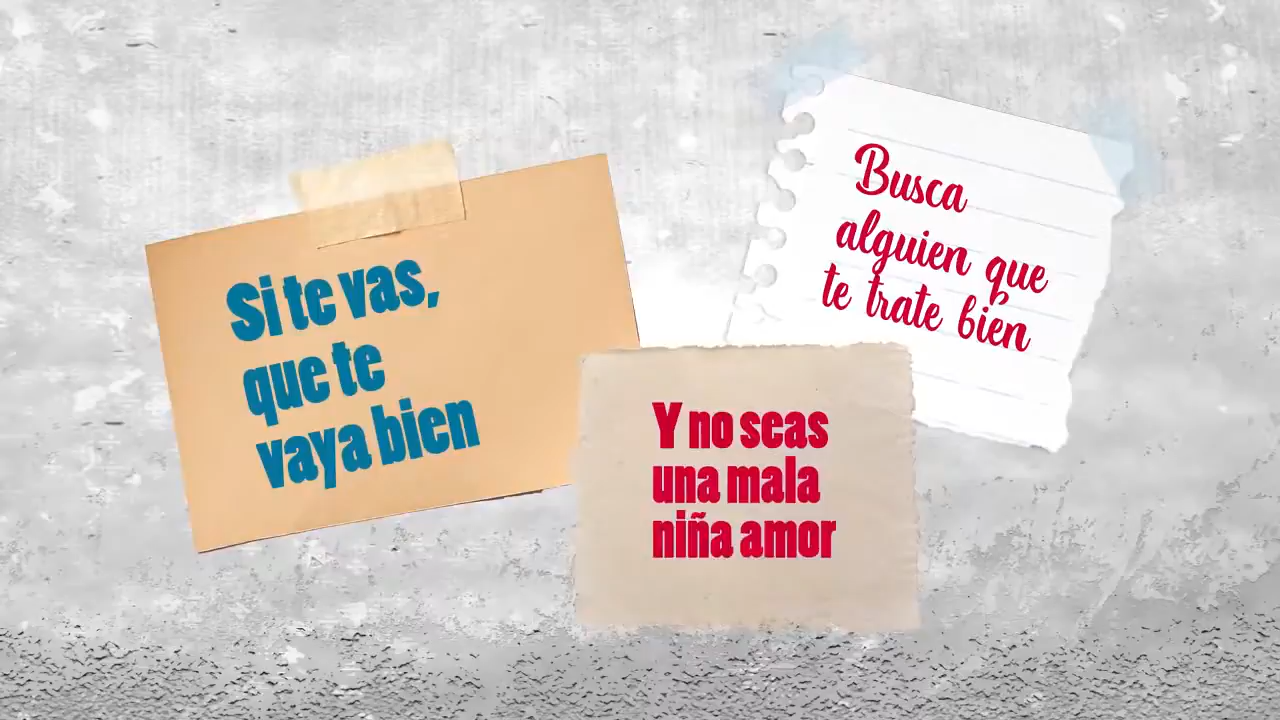 Si te vas,
que te
vaya bien
Busca
alguien que
te trate bien
Y no seas
una mala
niña amor